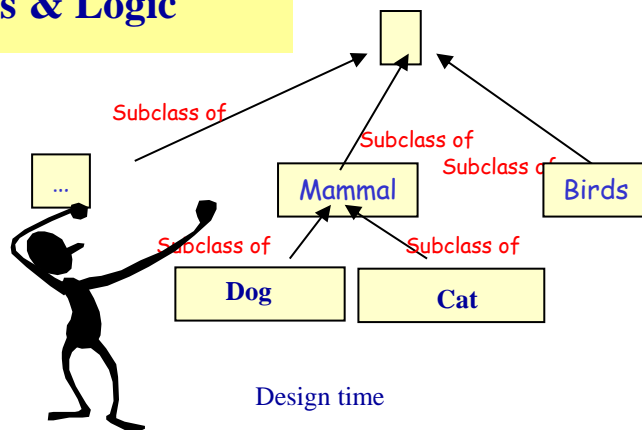 s & Logic
Subclass of
Subclass of
Subclass of
...
Mammal
Birds
Subclass of
Subclass of
Dog
Cat
Design time